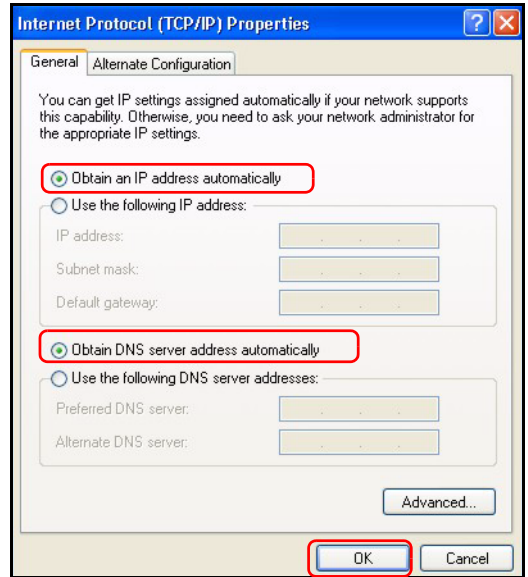 Internet Protocol (TCP/IP) Properties
General
Alternate Configuration
You can get IP settings assigned automatically if your network supports
this capability. Otherwise, you need to ask your network administrator for
the appropriate IP settings.
Obtain an IP address automatically
Use the following IP address:
IP address:
Subnet mask:
Default gateway:
Obtain DNS server address automatically
Use the following DNS server addresses:
Preferred DNS server:
Alternate DNS server:
Advanced...
OK
Cancel